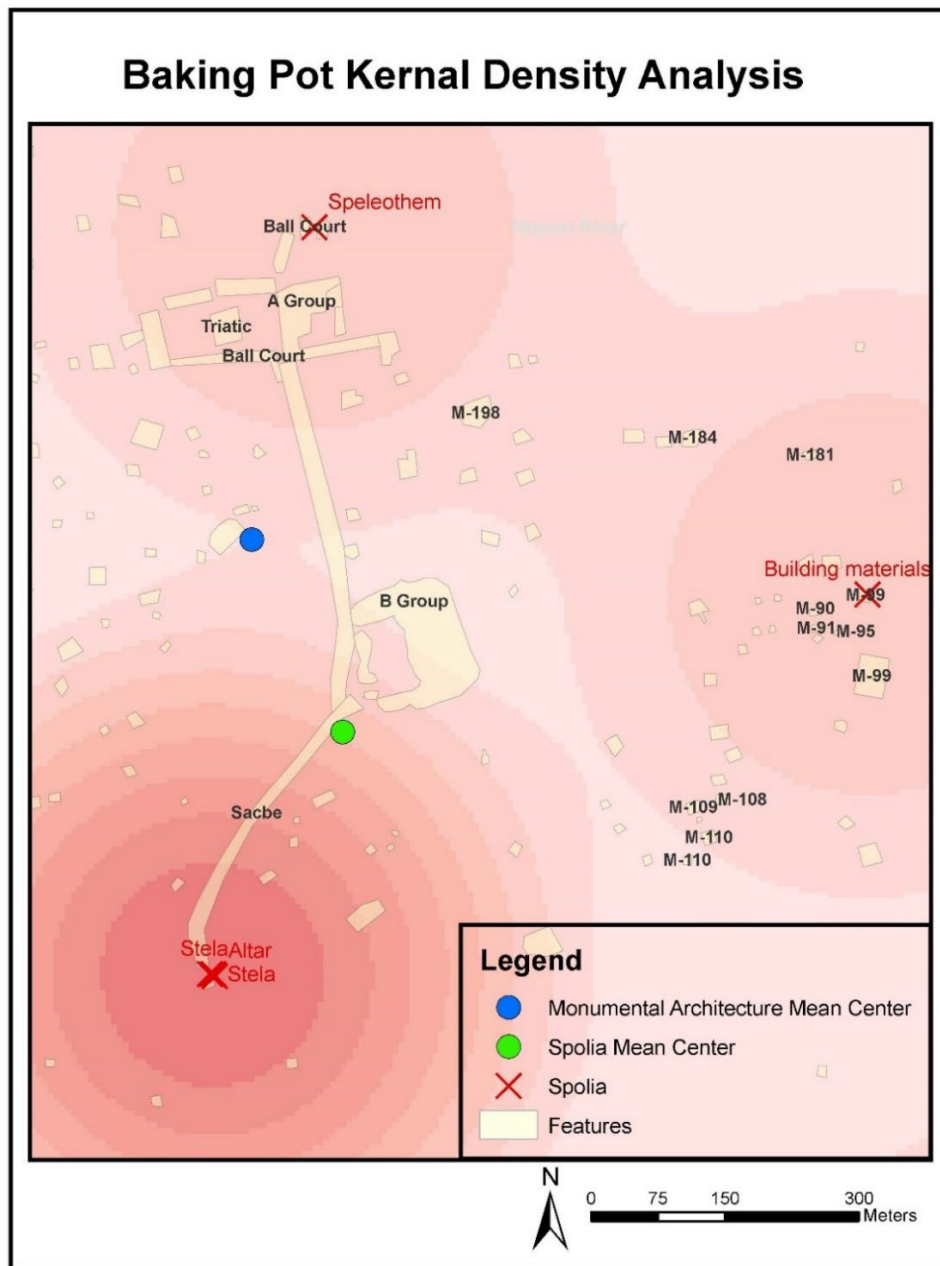 Baking Pot Kernal Density Analysis
Speleothem
Ball Court
Mopan River
A Group
Triatic
Ball Court
M-198
M-184
M-181
Building materials
M-99
M-90
B Group
M-91
M-95
M-99
Sacbe
M-109
M-108
M-110
M-110
Stela
Altar
Stela
Legend
Monumental Architecture Mean Center
Spolia Mean Center
Spolia
Features
N
0 75 150 300
Meters